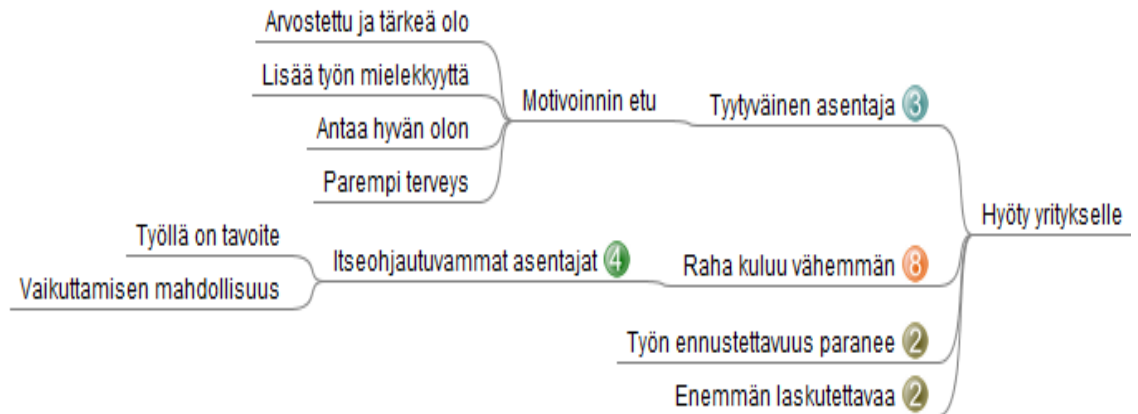 Arvostettu ja tärkeä olo
Lisää työn mielekkyyttä
Antaa hyvän olon
Parempi terveys
Motivoinnin etu
Tyytyväinen asentaja 3
Työllä on tavoite
Vaikuttamisen mahdollisuus
Itseohjautuvammat asentajat 4
Raha kuluu vähemmän 8
Työn ennustettavuus paranee 2
Enemmän laskutettavaa 2
Hyöty yritykselle